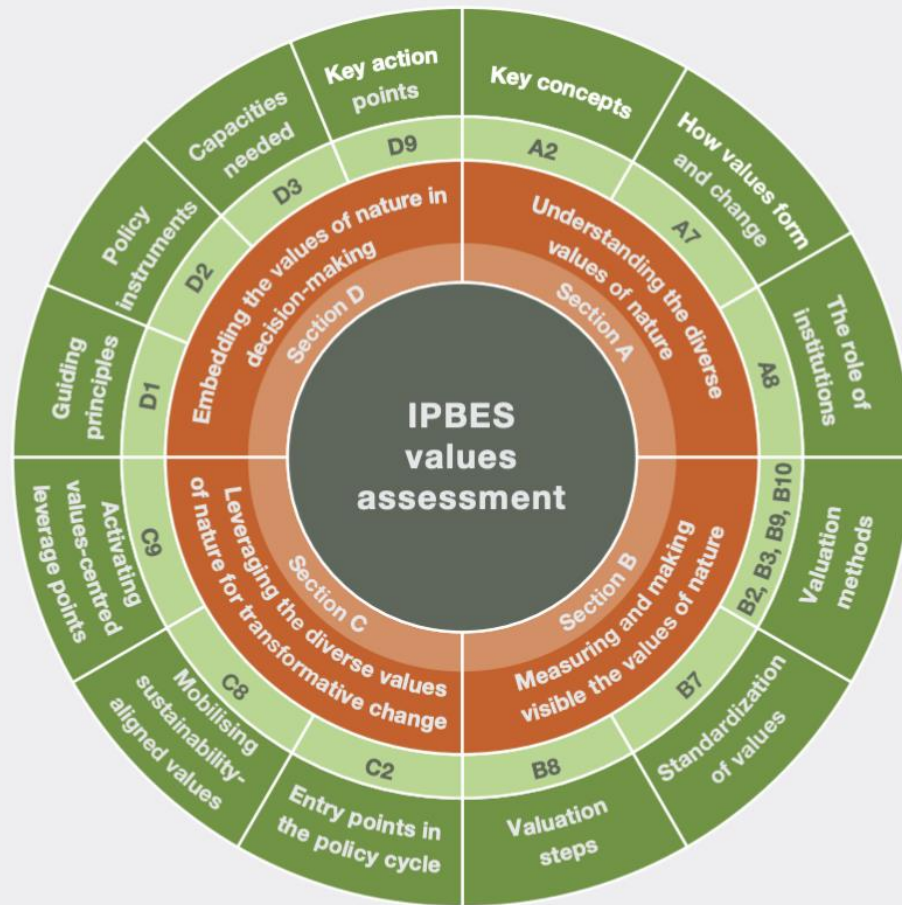 IPBES
values
assessment
Section A
Understanding the diverse
values of nature
A2
Key concepts
A7
How values form
and change
A8
The role of
institutions
Section B
Measuring and making
visible the values of nature
B2, B3, B9, B10
Valuation
methods
B7
Standardization
of values
B8
Valuation
steps
Section C
Leveraging the diverse values
of nature for transformative change
C2
Entry points in
the policy cycle
C8
Mobilising
sustainability-
aligned values
C9
Activating
values-centred
leverage points
Section D
Embedding the values of nature in
decision-making
D1
Guiding
principles
D2
Policy
instruments
D3
Capacities
needed
D9
Key action
points